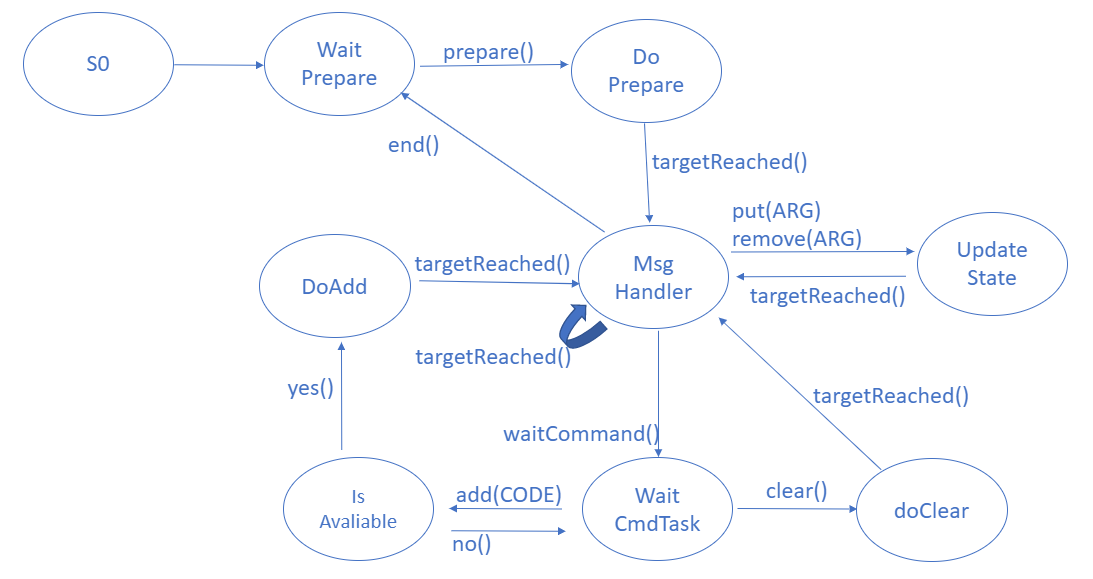 S0
Wait
Prepare
prepare()
Do
Prepare
end()
targetReached()
put(ARG)
remove(ARG)
Update
State
targetReached()
DoAdd
targetReached()
Msg
Handler
targetReached()
yes()
waitCommand()
targetReached()
Is
Avaliable
add(CODE)
no()
Wait
CmdTask
clear()
doClear